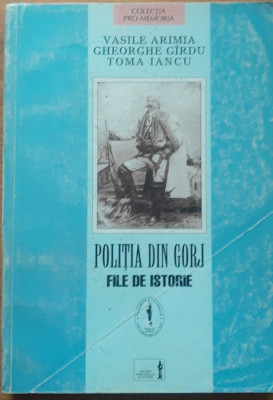 COLECȚIA
PRO MEMORIA
VASILE ARIMIA
GHEORGHE GÎRDU
TOMA IANCU
POLIȚIA DIN GORJ
FILE DE ISTORIE